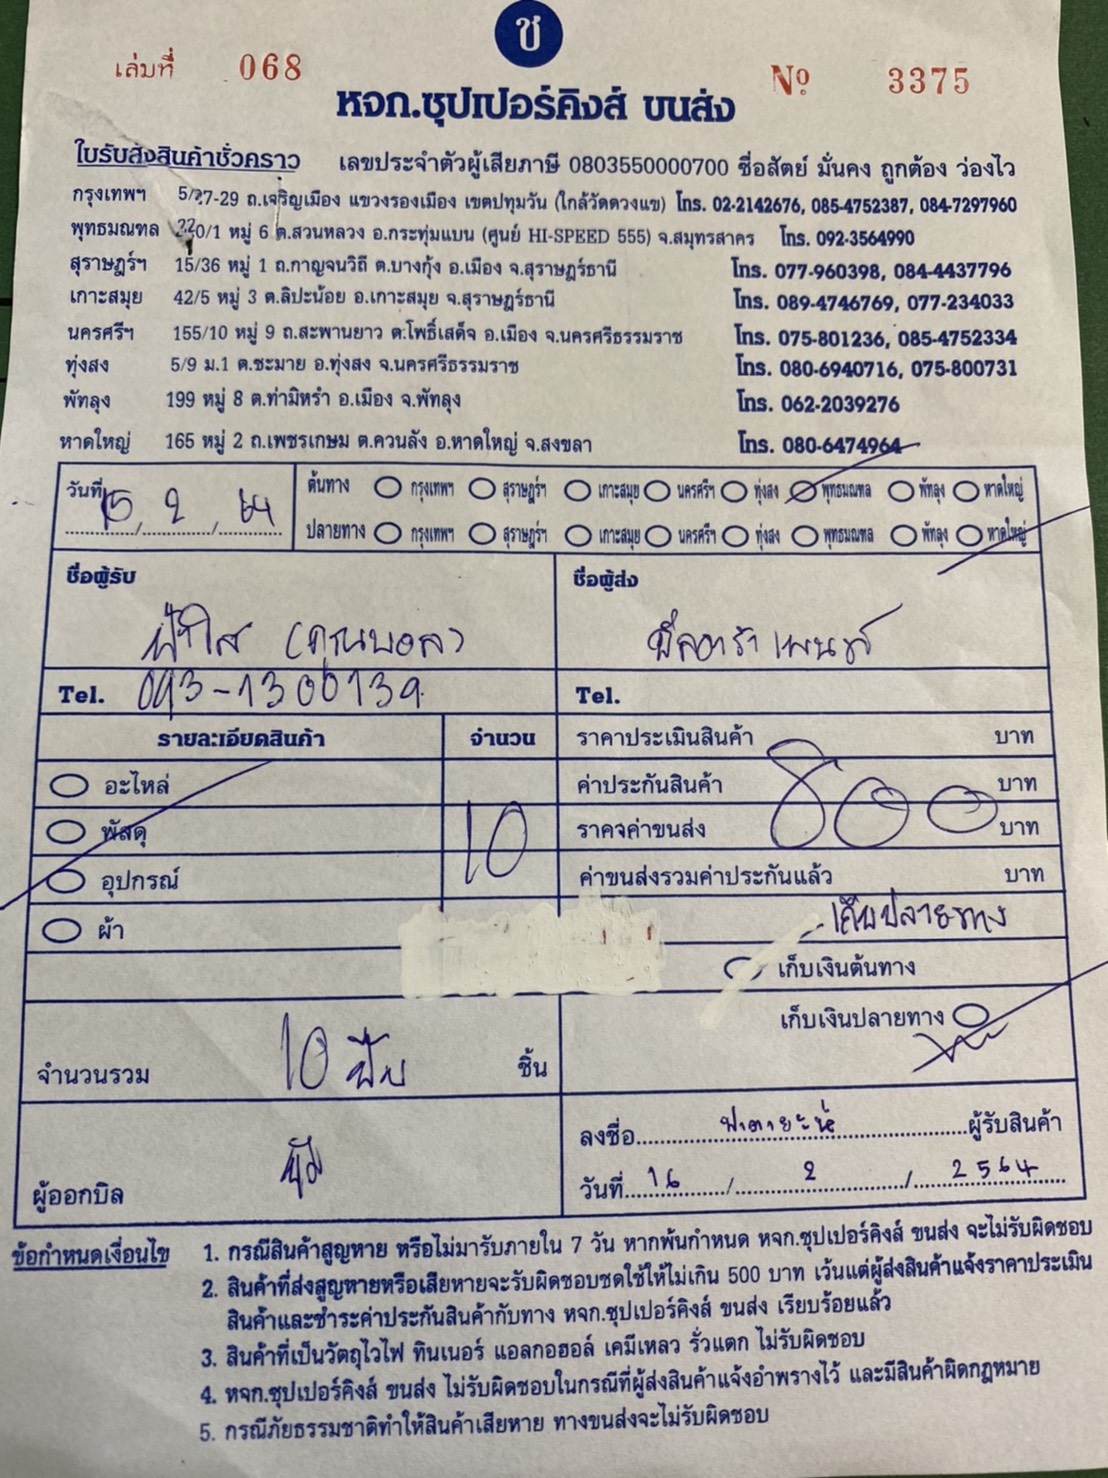 ช
เล่มที่ 068 Nº 3375
หจก.ซุปเปอร์คิงส์ ขนส่ง
ใบรับส่งสินค้าชั่วคราว เลขประจำตัวผู้เสียภาษี 0803550000700 ซื่อสัตย์ มั่นคง ถูกต้อง ว่องไว
กรุงเทพฯ 5/27-29 ถ.เจริญเมือง แขวงรองเมือง เขตปทุมวัน (ใกล้วัดดวงแข) โทร. 02-2142676, 085-4752387, 084-7297960
พุทธมณฑล 220/1 หมู่ 6 ต.สวนหลวง อ.กระทุ่มแบน (ศูนย์ HI-SPEED 555) จ.สมุทรสาคร โทร. 092-3564990
สุราษฎร์ฯ 15/36 หมู่ 1 ถ.กาญจนวิถี ต.บางกุ้ง อ.เมือง จ.สุราษฎร์ธานี โทร. 077-960398, 084-4437796
เกาะสมุย 42/5 หมู่ 3 ต.ลิปะน้อย อ.เกาะสมุย จ.สุราษฎร์ธานี โทร. 089-4746769, 077-234033
นครศรีฯ 155/10 หมู่ 9 ถ.สะพานยาว ต.โพธิ์เสด็จ อ.เมือง จ.นครศรีธรรมราช โทร. 075-801236, 085-4752334
ทุ่งสง 5/9 ม.1 ต.ชะมาย อ.ทุ่งสง จ.นครศรีธรรมราช โทร. 080-6940716, 075-800731
พัทลุง 199 หมู่ 8 ต.ท่ามิหรำ อ.เมือง จ.พัทลุง โทร. 062-2039276
หาดใหญ่ 165 หมู่ 2 ถ.เพชรเกษม ต.ควนลัง อ.หาดใหญ่ จ.สงขลา โทร. 080-6474964
วันที่ 15 / 2 / 64
ต้นทาง กรุงเทพฯ สุราษฎร์ฯ เกาะสมุย นครศรีฯ ทุ่งสง พุทธมณฑล พัทลุง หาดใหญ่
ปลายทาง กรุงเทพฯ สุราษฎร์ฯ เกาะสมุย นครศรีฯ ทุ่งสง พุทธมณฑล พัทลุง หาดใหญ่
ชื่อผู้รับ ชื่อผู้ส่ง
ฟ้าใส (คุณบอล)
Tel. 093-1300139 Tel.
รายละเอียดสินค้า จำนวน ราคาประเมินสินค้า บาท
อะไหล่ ค่าประกันสินค้า บาท
พัสดุ 10 ราคจค่าขนส่ง 800 บาท
อุปกรณ์ ค่าขนส่งรวมค่าประกันแล้ว บาท
ผ้า เก็บปลายทาง
เก็บเงินต้นทาง
เก็บเงินปลายทาง
จำนวนรวม 10 ชิ้น
ลงชื่อ ผู้รับสินค้า
ผู้ออกบิล วันที่ 16 / 2 / 2564
ข้อกำหนดเงื่อนไข 1. กรณีสินค้าสูญหาย หรือไม่มารับภายใน 7 วัน หากพ้นกำหนด หจก.ซุปเปอร์คิงส์ ขนส่ง จะไม่รับผิดชอบ
2. สินค้าที่ส่งสูญหายหรือเสียหายจะรับผิดชอบชดใช้ให้ไม่เกิน 500 บาท เว้นแต่ผู้ส่งสินค้าแจ้งราคาประเมิน
สินค้าและชำระค่าประกันสินค้ากับทาง หจก.ซุปเปอร์คิงส์ ขนส่ง เรียบร้อยแล้ว
3. สินค้าที่เป็นวัตถุไวไฟ ทินเนอร์ แอลกอฮอล์ เคมีเหลว รั่วแตก ไม่รับผิดชอบ
4. หจก.ซุปเปอร์คิงส์ ขนส่ง ไม่รับผิดชอบในกรณีที่ผู้ส่งสินค้าแจ้งอำพรางไว้ และมีสินค้าผิดกฎหมาย
5. กรณีภัยธรรมชาติทำให้สินค้าเสียหาย ทางขนส่งจะไม่รับผิดชอบ